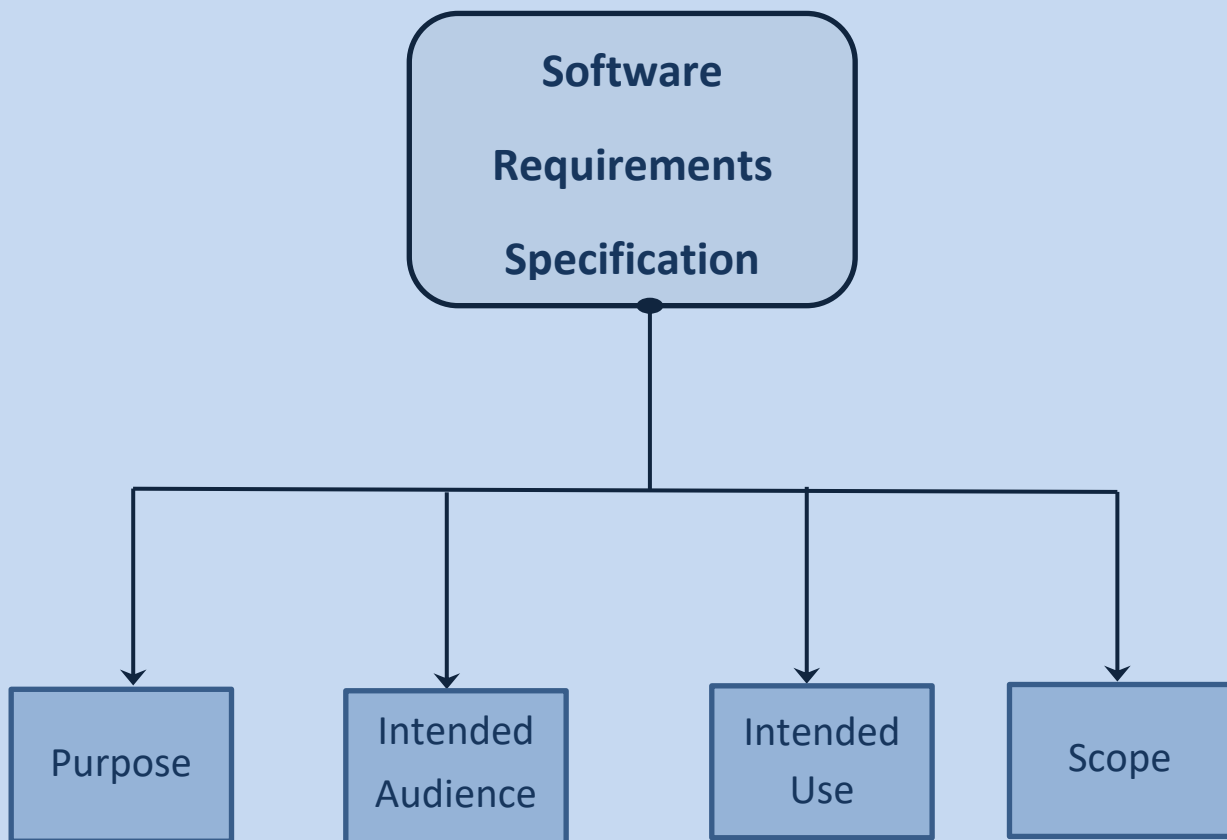 Software
Requirements
Specification
Purpose
Intended
Audience
Intended
Use
Scope